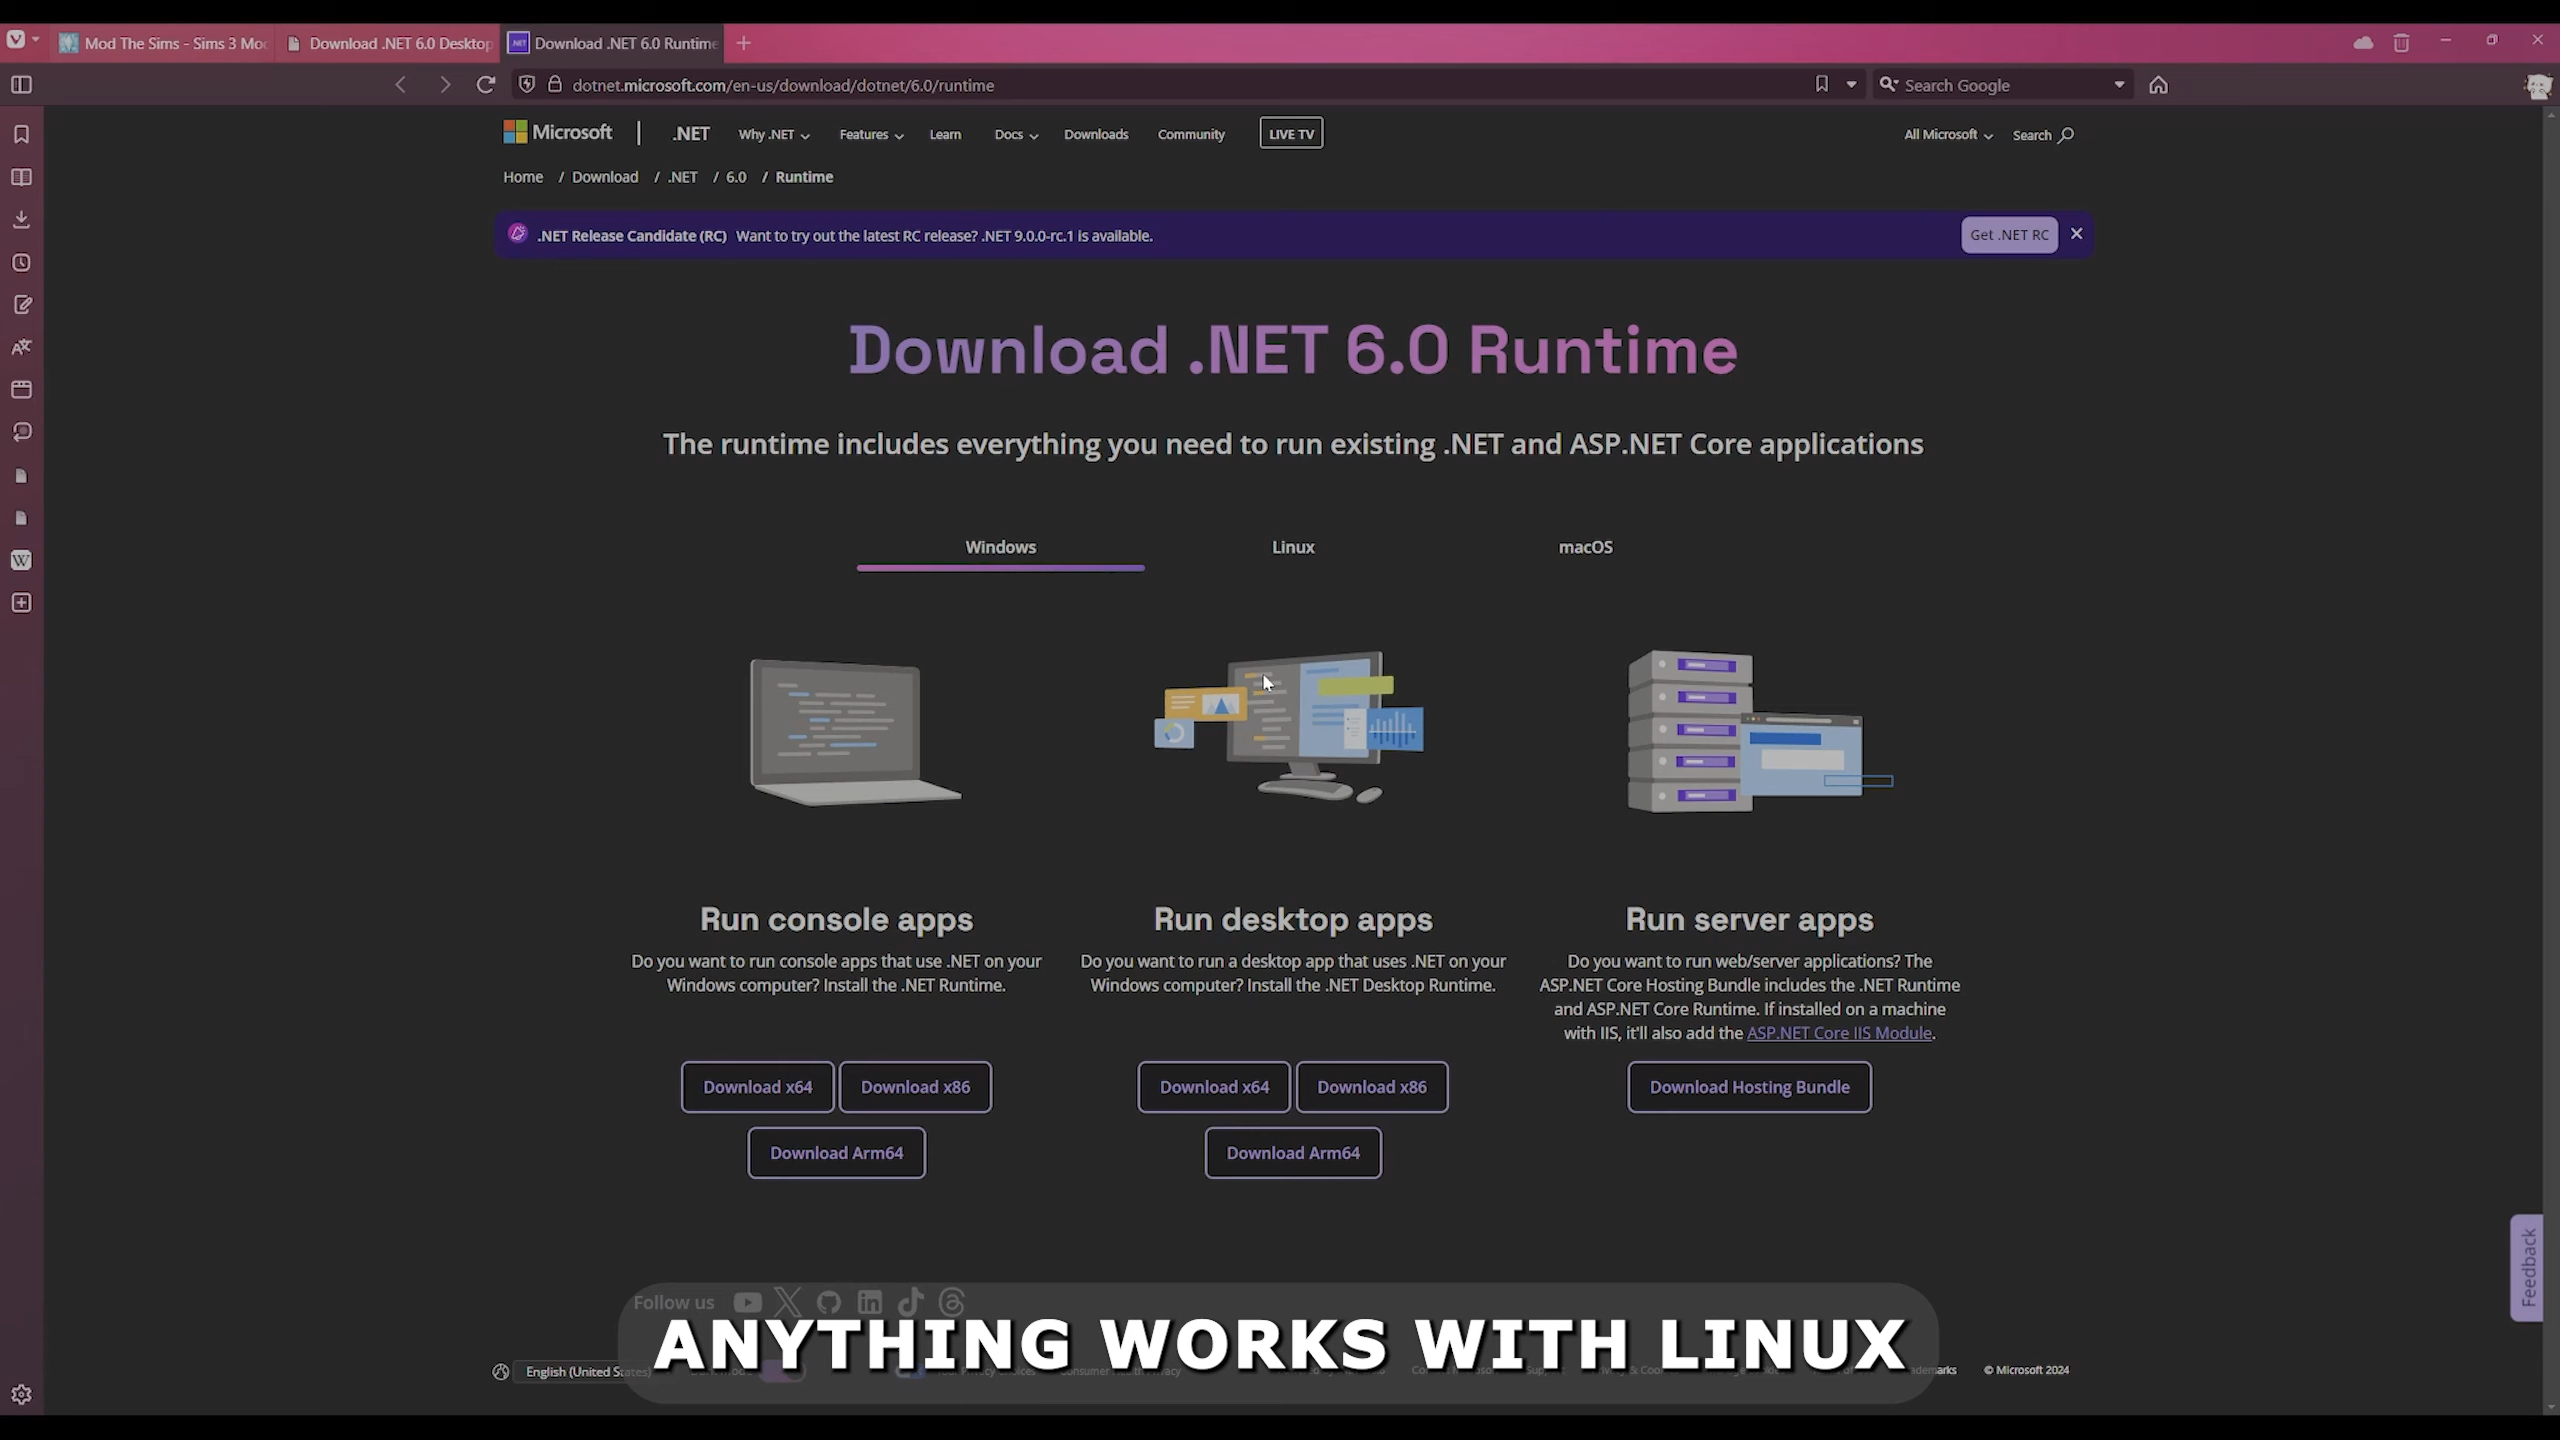 Mod The Sims - Sims 3 Mod
Download .NET 6.0 Desktop
Download .NET 6.0 Runtime
dotnet.microsoft.com/en-us/download/dotnet/6.0/runtime
Search Google
Microsoft | .NET Why .NET Features Learn Docs Downloads Community LIVE TV All Microsoft Search
Home / Download / .NET / 6.0 / Runtime
.NET Release Candidate (RC) Want to try out the latest RC release? .NET 9.0.0-rc.1 is available. Get .NET RC
Download .NET 6.0 Runtime
The runtime includes everything you need to run existing .NET and ASP.NET Core applications
Windows Linux macOS
Run console apps
Do you want to run console apps that use .NET on your
Windows computer? Install the .NET Runtime.
Download x64 Download x86
Download Arm64
Run desktop apps
Do you want to run a desktop app that uses .NET on your
Windows computer? Install the .NET Desktop Runtime.
Download x64 Download x86
Download Arm64
Run server apps
Do you want to run web/server applications? The
ASP.NET Core Hosting Bundle includes the .NET Runtime
and ASP.NET Core Runtime. If installed on a machine
with IIS, it'll also add the ASP.NET Core IIS Module.
Download Hosting Bundle
Feedback
Follow us
ANYTHING WORKS WITH LINUX
English (United States)
© Microsoft 2024